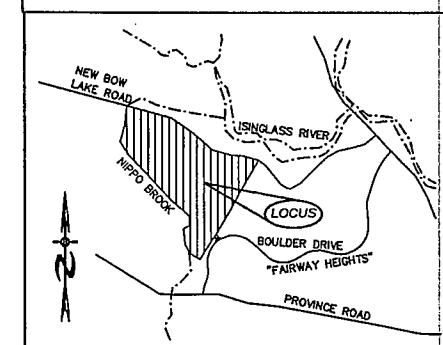 NEW BOW
LAKE ROAD
ISINGLASS RIVER
NIPPO BROOK
LOCUS
BOULDER DRIVE
"FAIRWAY HEIGHTS"
PROVINCE ROAD
N